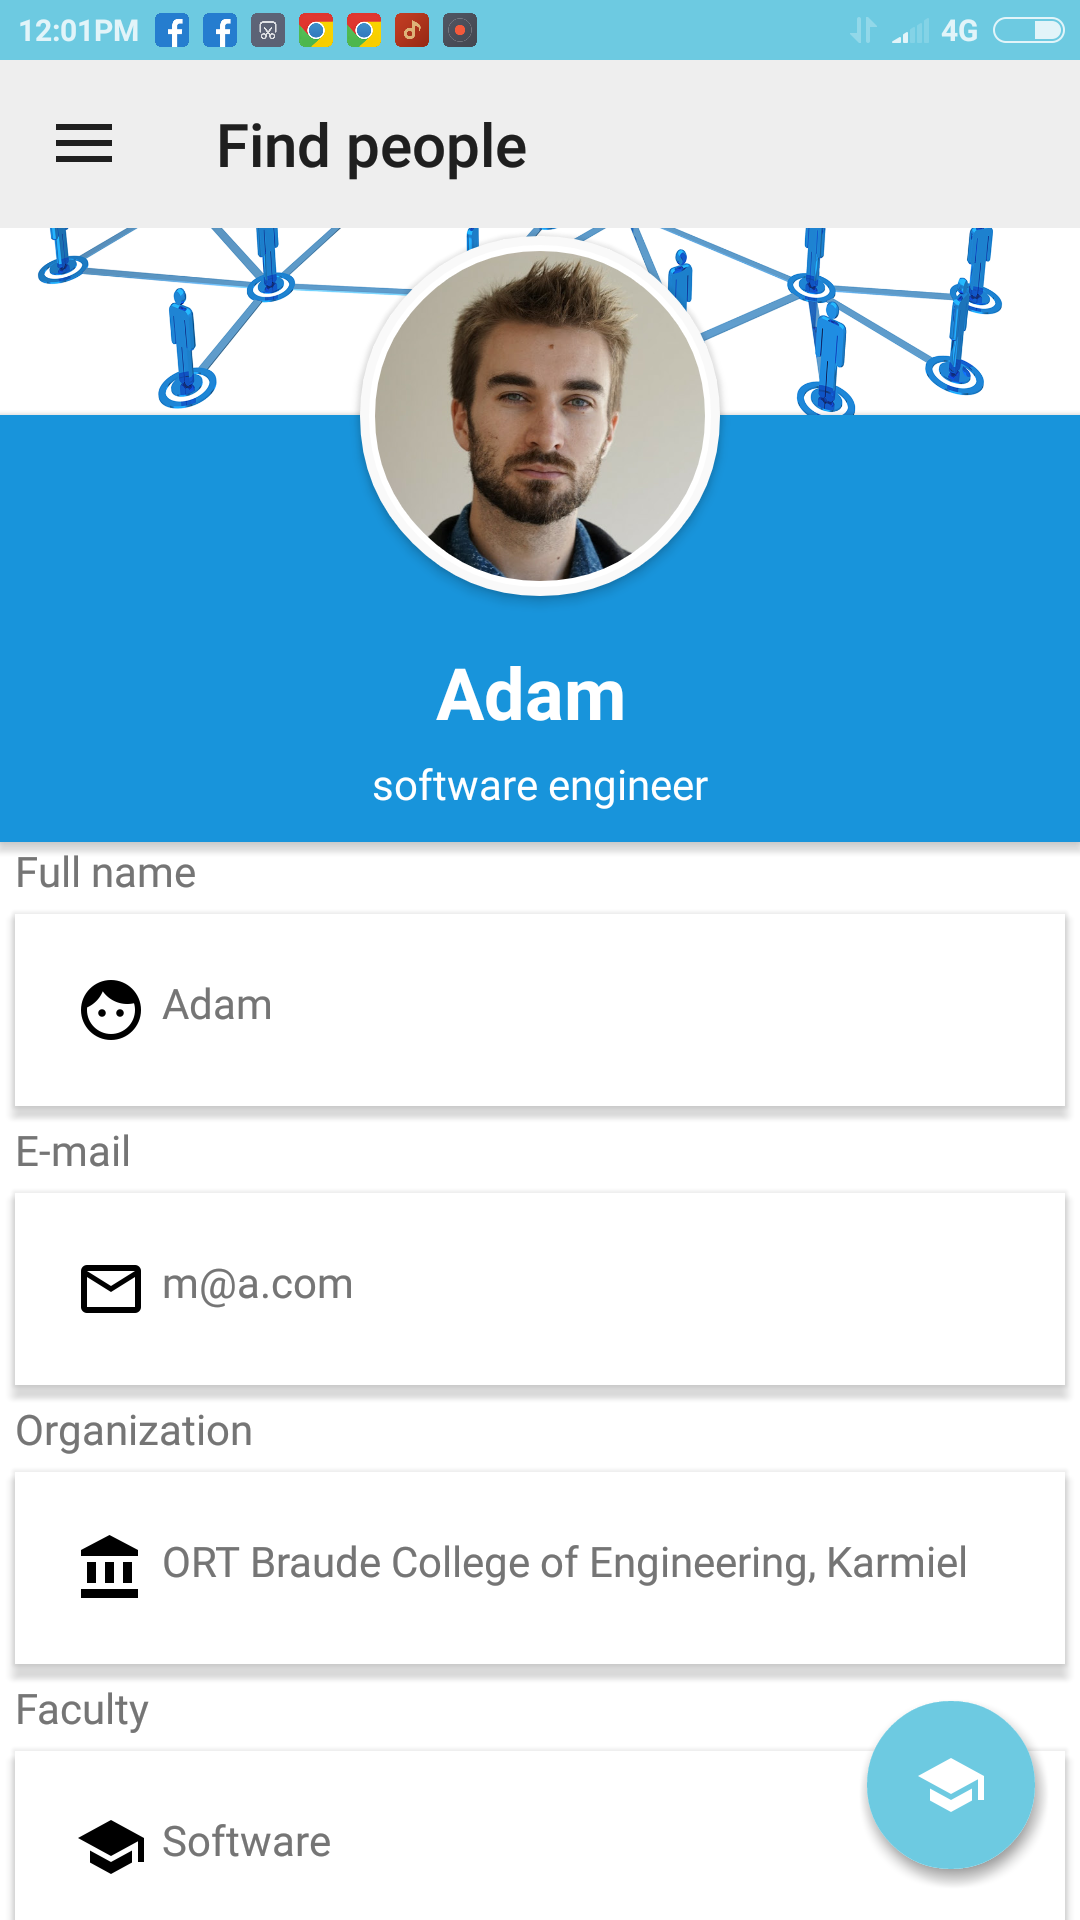 12:01PM 4G
Find people
Adam
software engineer
Full name
Adam
E-mail
m@a.com
Organization
ORT Braude College of Engineering, Karmiel
Faculty
Software